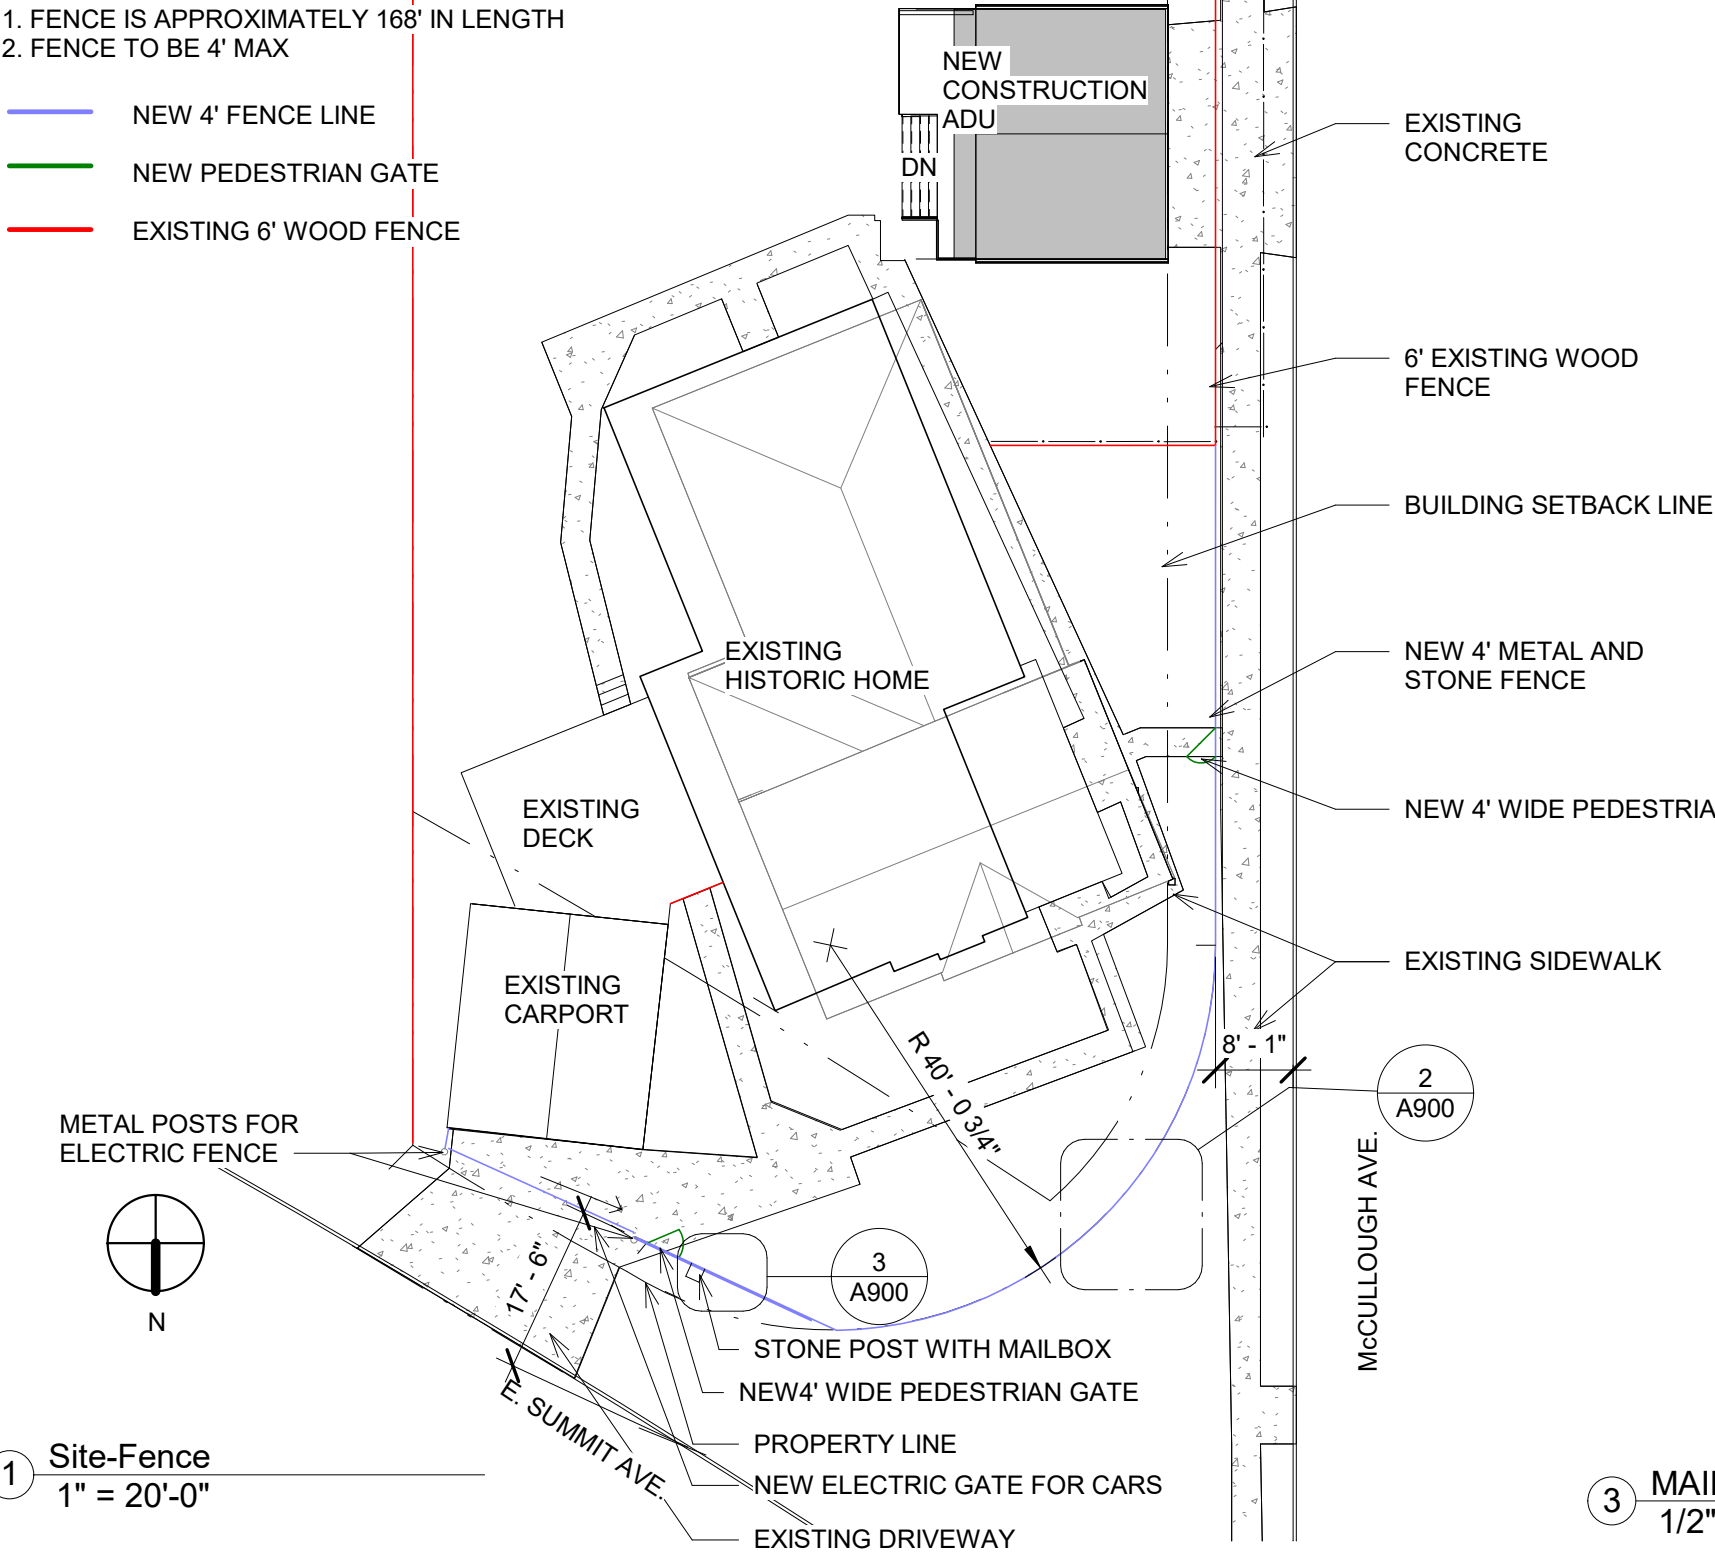 1. FENCE IS APPROXIMATELY 168' IN LENGTH
2. FENCE TO BE 4' MAX
NEW 4' FENCE LINE
NEW PEDESTRIAN GATE
EXISTING 6' WOOD FENCE
NEW
CONSTRUCTION
ADU
DN
EXISTING
CONCRETE
6' EXISTING WOOD
FENCE
BUILDING SETBACK LINE
EXISTING
HISTORIC HOME
NEW 4' METAL AND
STONE FENCE
EXISTING
DECK
NEW 4' WIDE PEDESTRIA
EXISTING
CARPORT
EXISTING SIDEWALK
R 40' - 0 3/4"
8' - 1"
2
A900
METAL POSTS FOR
ELECTRIC FENCE
McCULLOUGH AVE.
N
17' - 6"
3
A900
STONE POST WITH MAILBOX
NEW4' WIDE PEDESTRIAN GATE
PROPERTY LINE
NEW ELECTRIC GATE FOR CARS
EXISTING DRIVEWAY
E. SUMMIT AVE.
1
Site-Fence
1" = 20'-0"
3
MAI
1/2"